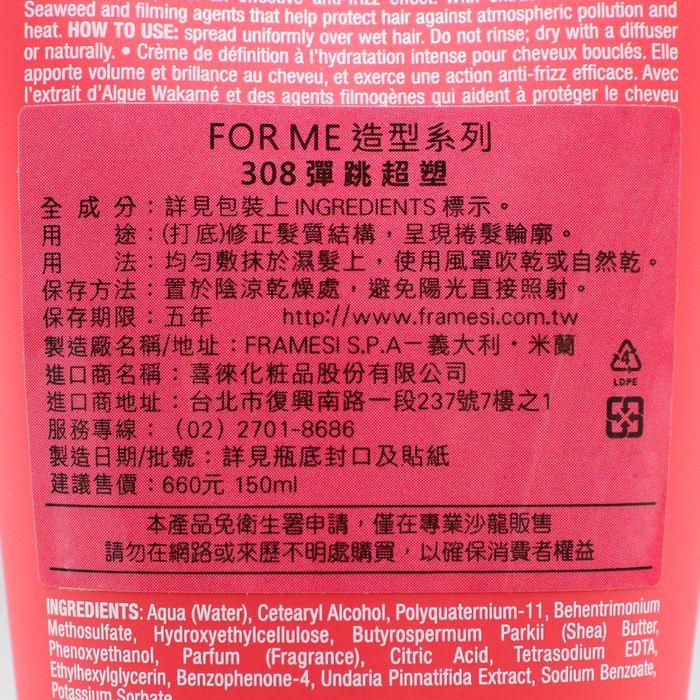 Seaweed and filming agents that help protect hair against atmospheric pollution and
heat. HOW TO USE: spread uniformly over wet hair. Do not rinse; dry with a diffuser
or naturally. • Crème de définition à l'hydratation intense pour cheveux bouclés. Elle
apporte volume et brillance au cheveu, et exerce une action anti-frizz efficace. Avec
l'extrait d'Algue Wakamé et des agents filmogènes qui aident à protéger le cheveu
FOR ME 造型系列
308 彈跳超塑
全成分：詳見包裝上INGREDIENTS 標示。
用途：(打底)修正髮質結構，呈現捲髮輪廓。
用法：均勻敷抹於濕髮上，使用風罩吹乾或自然乾。
保存方法：置於陰涼乾燥處，避免陽光直接照射。
保存期限：五年 http://www.framesi.com.tw
製造廠名稱/地址：FRAMESI S.P.A－義大利．米蘭
進口商名稱：喜徠化粧品股份有限公司
進口商地址：台北市復興南路一段237號7樓之1
服務專線：（02）2701-8686
製造日期/批號：詳見瓶底封口及貼紙
建議售價：660元 150ml
4
LDPE
本產品免衛生署申請，僅在專業沙龍販售
請勿在網路或來歷不明處購買，以確保消費者權益
INGREDIENTS: Aqua (Water), Cetearyl Alcohol, Polyquaternium-11, Behentrimonium
Methosulfate, Hydroxyethylcellulose, Butyrospermum Parkii (Shea) Butter,
Phenoxyethanol, Parfum (Fragrance), Citric Acid, Tetrasodium EDTA,
Ethylhexylglycerin, Benzophenone-4, Undaria Pinnatifida Extract, Sodium Benzoate,
Potassium Sorbate